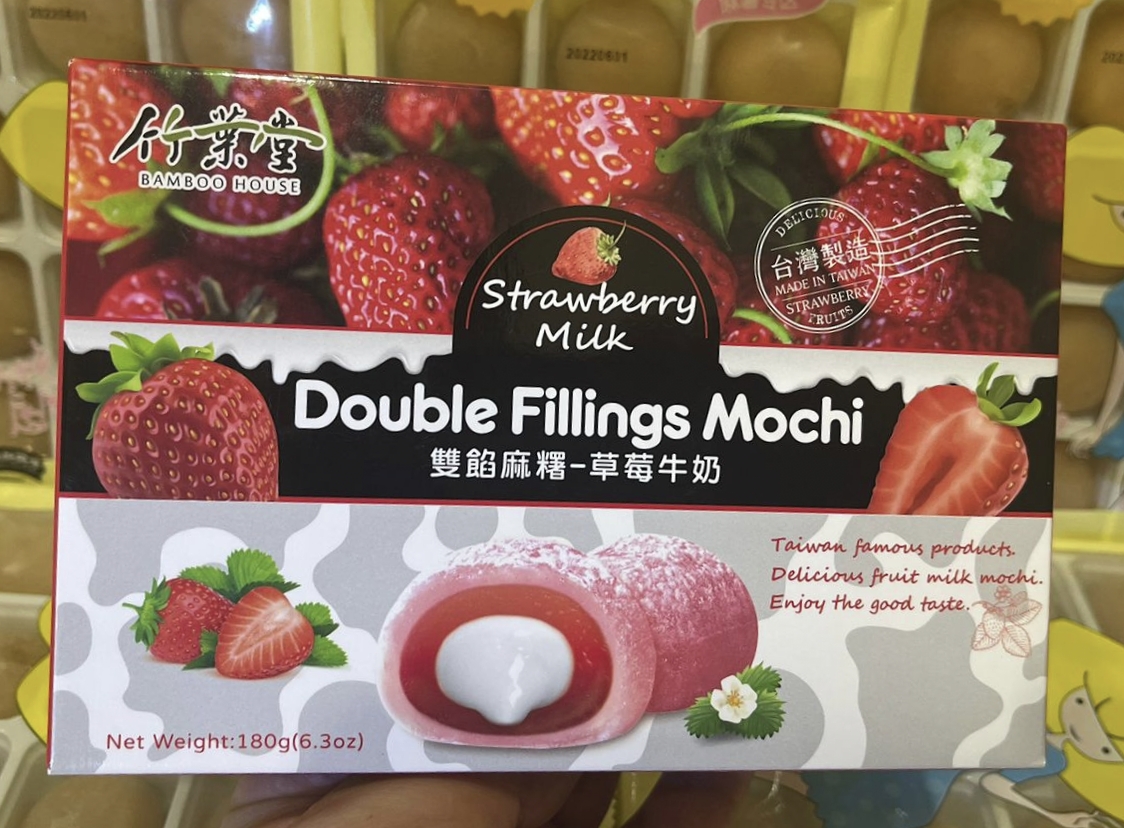 20220601
20220601
竹葉堂
BAMBOO HOUSE
Strawberry
Milk
DELICIOUS
台灣製造
MADE IN TAIWAN
STRAWBERRY
FRUITS
Double Fillings Mochi
雙餡麻糬-草莓牛奶
Taiwan famous products.
Delicious fruit milk mochi.
Enjoy the good taste.
Net Weight:180g(6.3oz)